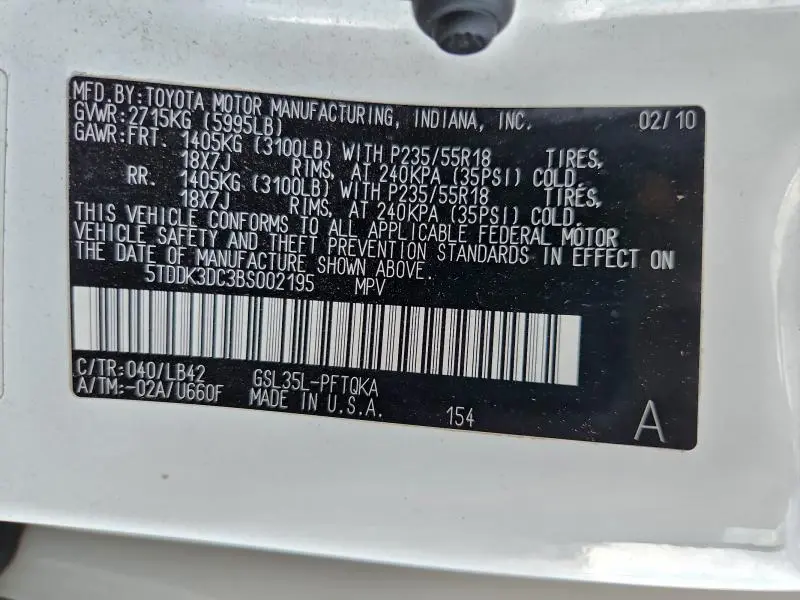 MFD. BY: TOYOTA MOTOR MANUFACTURING, INDIANA, INC. 02/10
GVWR: 2715KG (5995LB)
GAWR: FRT. 1405KG (3100LB) WITH P235/55R18 TIRES,
18X7J RIMS, AT 240KPA (35PSI) COLD.
RR. 1405KG (3100LB) WITH P235/55R18 TIRES,
18X7J RIMS, AT 240KPA (35PSI) COLD.
THIS VEHICLE CONFORMS TO ALL APPLICABLE FEDERAL MOTOR
VEHICLE SAFETY AND THEFT PREVENTION STANDARDS IN EFFECT ON
THE DATE OF MANUFACTURE SHOWN ABOVE.
5TDDK3DC3BS002195 MPV
C/TR: 040/LB42 GSL35L-PFTQKA
A/TM: -02A/U660F MADE IN U.S.A. 154 A